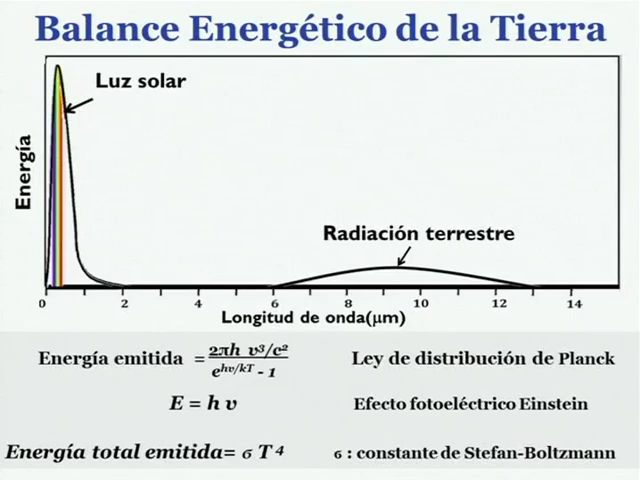 Balance Energético de la Tierra
Luz solar
Energía
Radiación terrestre
0 2 4 6 8 10 12 14
Longitud de onda(μm)
Energía emitida = 2πh ν³/c² / e^hν/kT - 1 Ley de distribución de Planck
E = h ν Efecto fotoeléctrico Einstein
Energía total emitida= σ T⁴ σ : constante de Stefan-Boltzmann